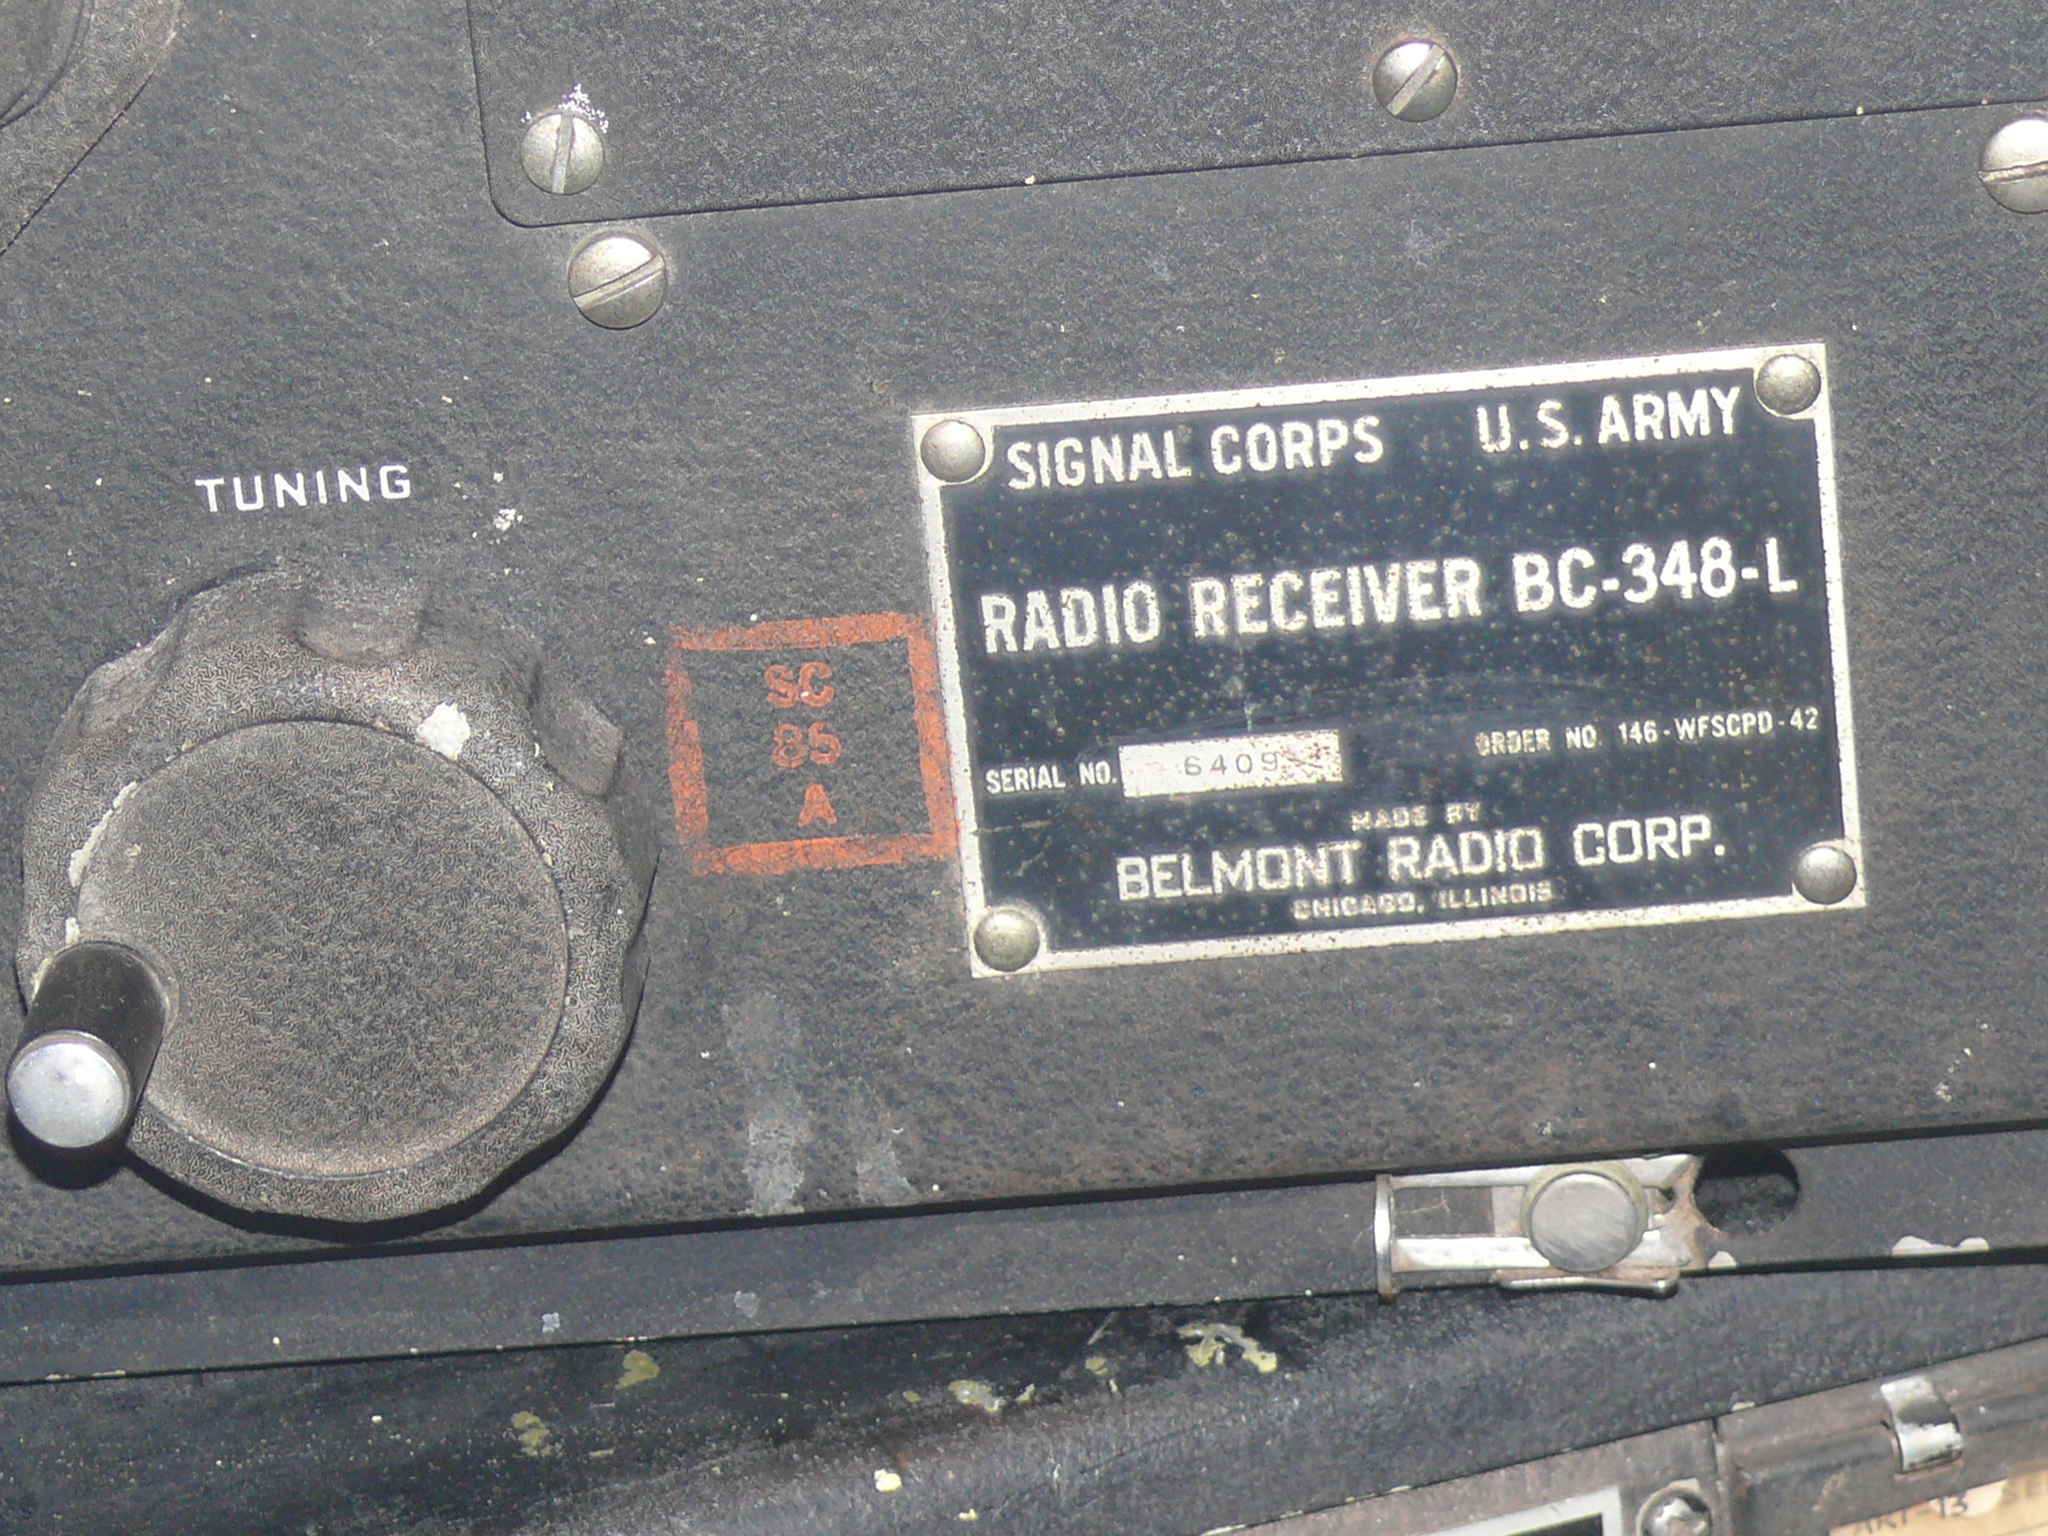 TUNING
SC
85
A
SIGNAL CORPS U.S. ARMY
RADIO RECEIVER BC-348-L
SERIAL NO. 6409
ORDER NO. 146-WFSCPD-42
MADE BY
BELMONT RADIO CORP.
CHICAGO, ILLINOIS